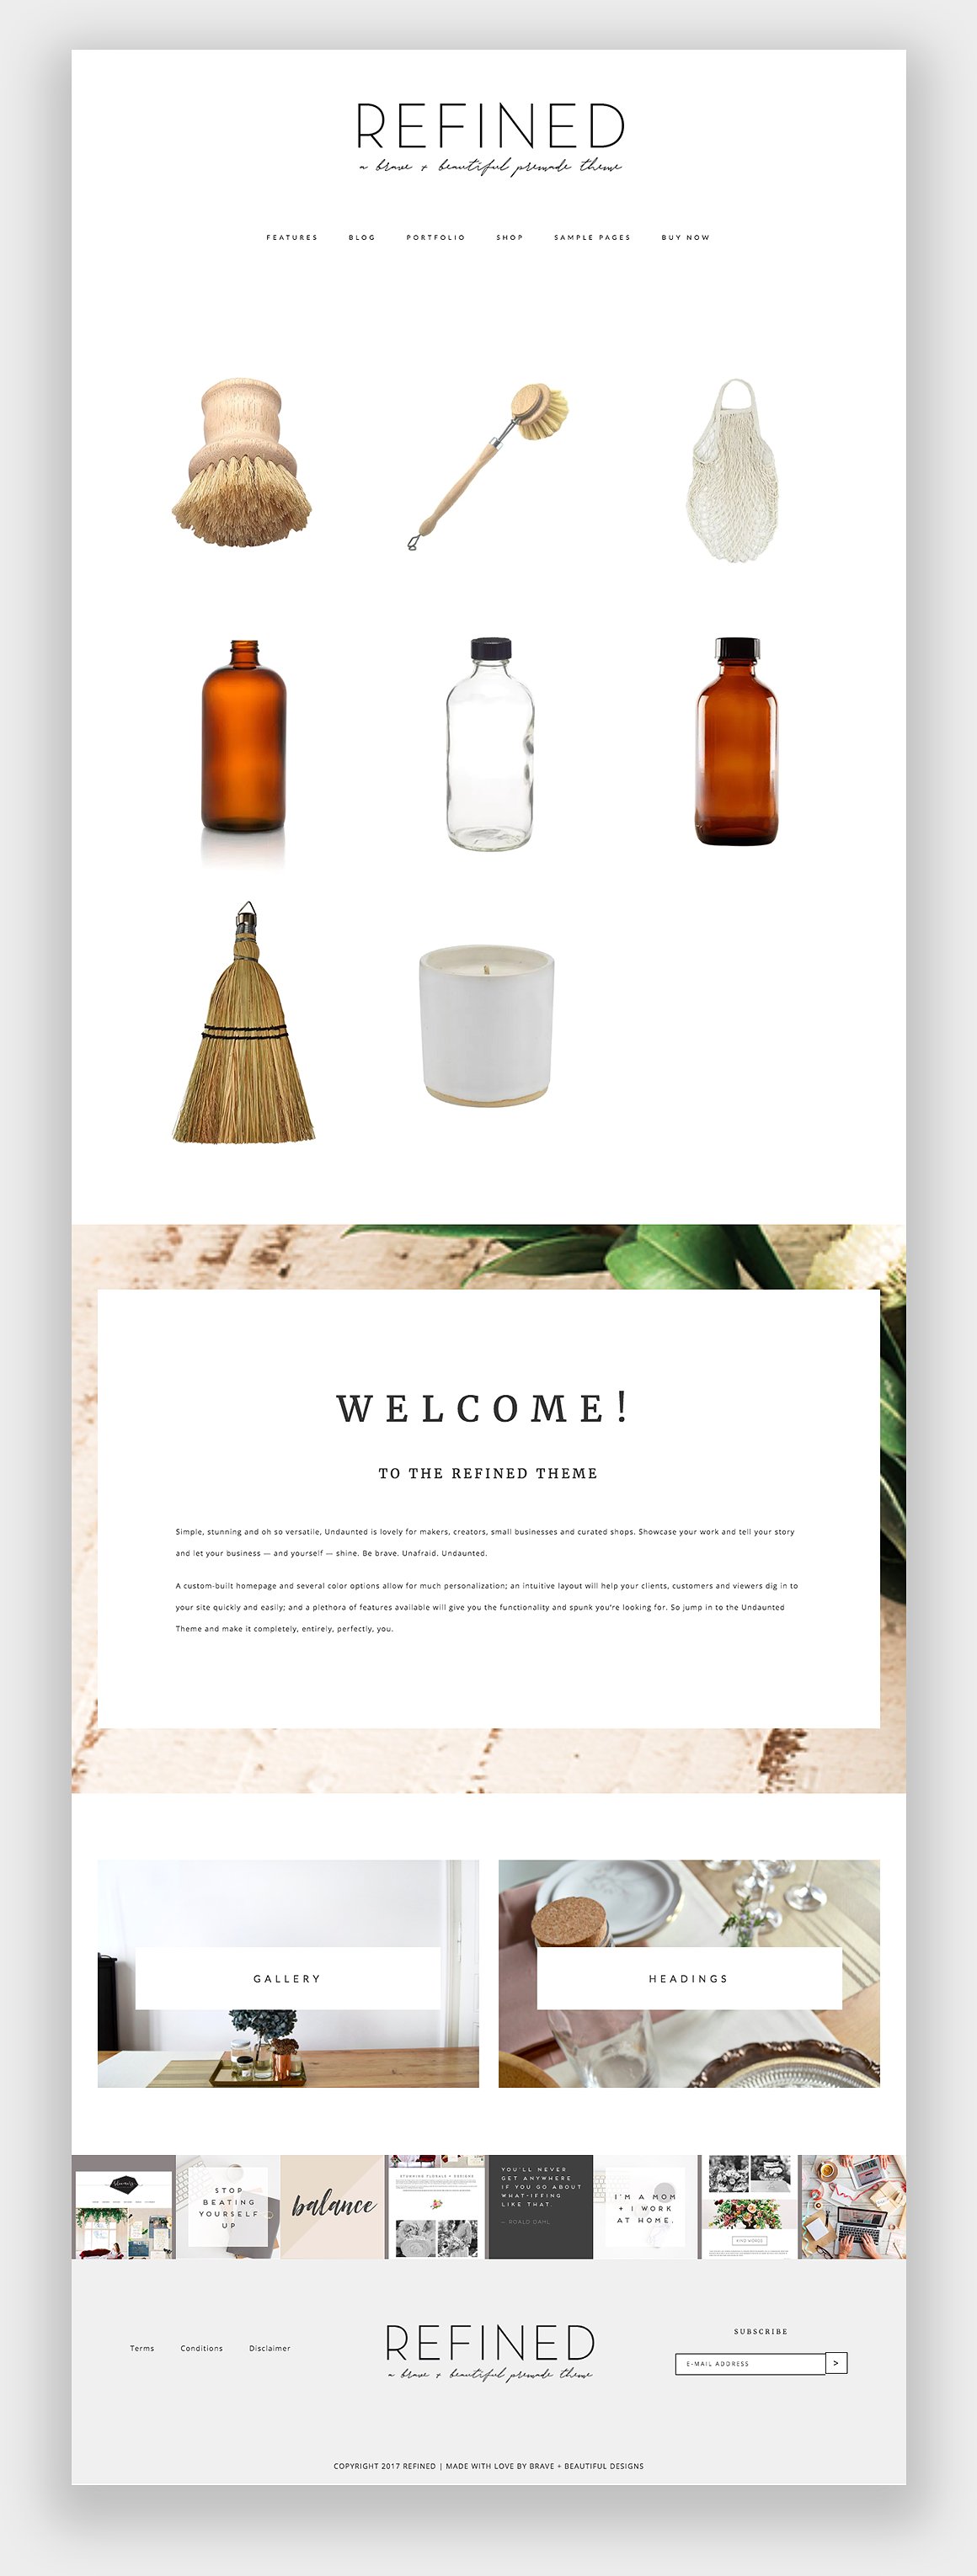 REFINED
a brave + beautiful premade theme
FEATURES BLOG PORTFOLIO SHOP SAMPLE PAGES BUY NOW
WELCOME!
TO THE REFINED THEME
Simple, stunning and oh so versatile, Undaunted is lovely for makers, creators, small businesses and curated shops. Showcase your work and tell your story
and let your business — and yourself — shine. Be brave. Unafraid. Undaunted.
A custom-built homepage and several color options allow for much personalization; an intuitive layout will help your clients, customers and viewers dig in to
your site quickly and easily; and a plethora of features available will give you the functionality and spunk you're looking for. So jump in to the Undaunted
Theme and make it completely, entirely, perfectly, you.
GALLERY
HEADINGS
STOP
BEATING
YOURSELF
UP
balance
STUNNING FLORALS + DESIGNS
YOU'LL NEVER
GET ANYWHERE
IF YOU GO ABOUT
WHAT-IFFING
LIKE THAT.
— ROALD DAHL
I'M A MOM
+ I WORK
AT HOME.
KIND WORDS
Terms Conditions Disclaimer
REFINED
a brave + beautiful premade theme
SUBSCRIBE
E-MAIL ADDRESS >
COPYRIGHT 2017 REFINED | MADE WITH LOVE BY BRAVE + BEAUTIFUL DESIGNS